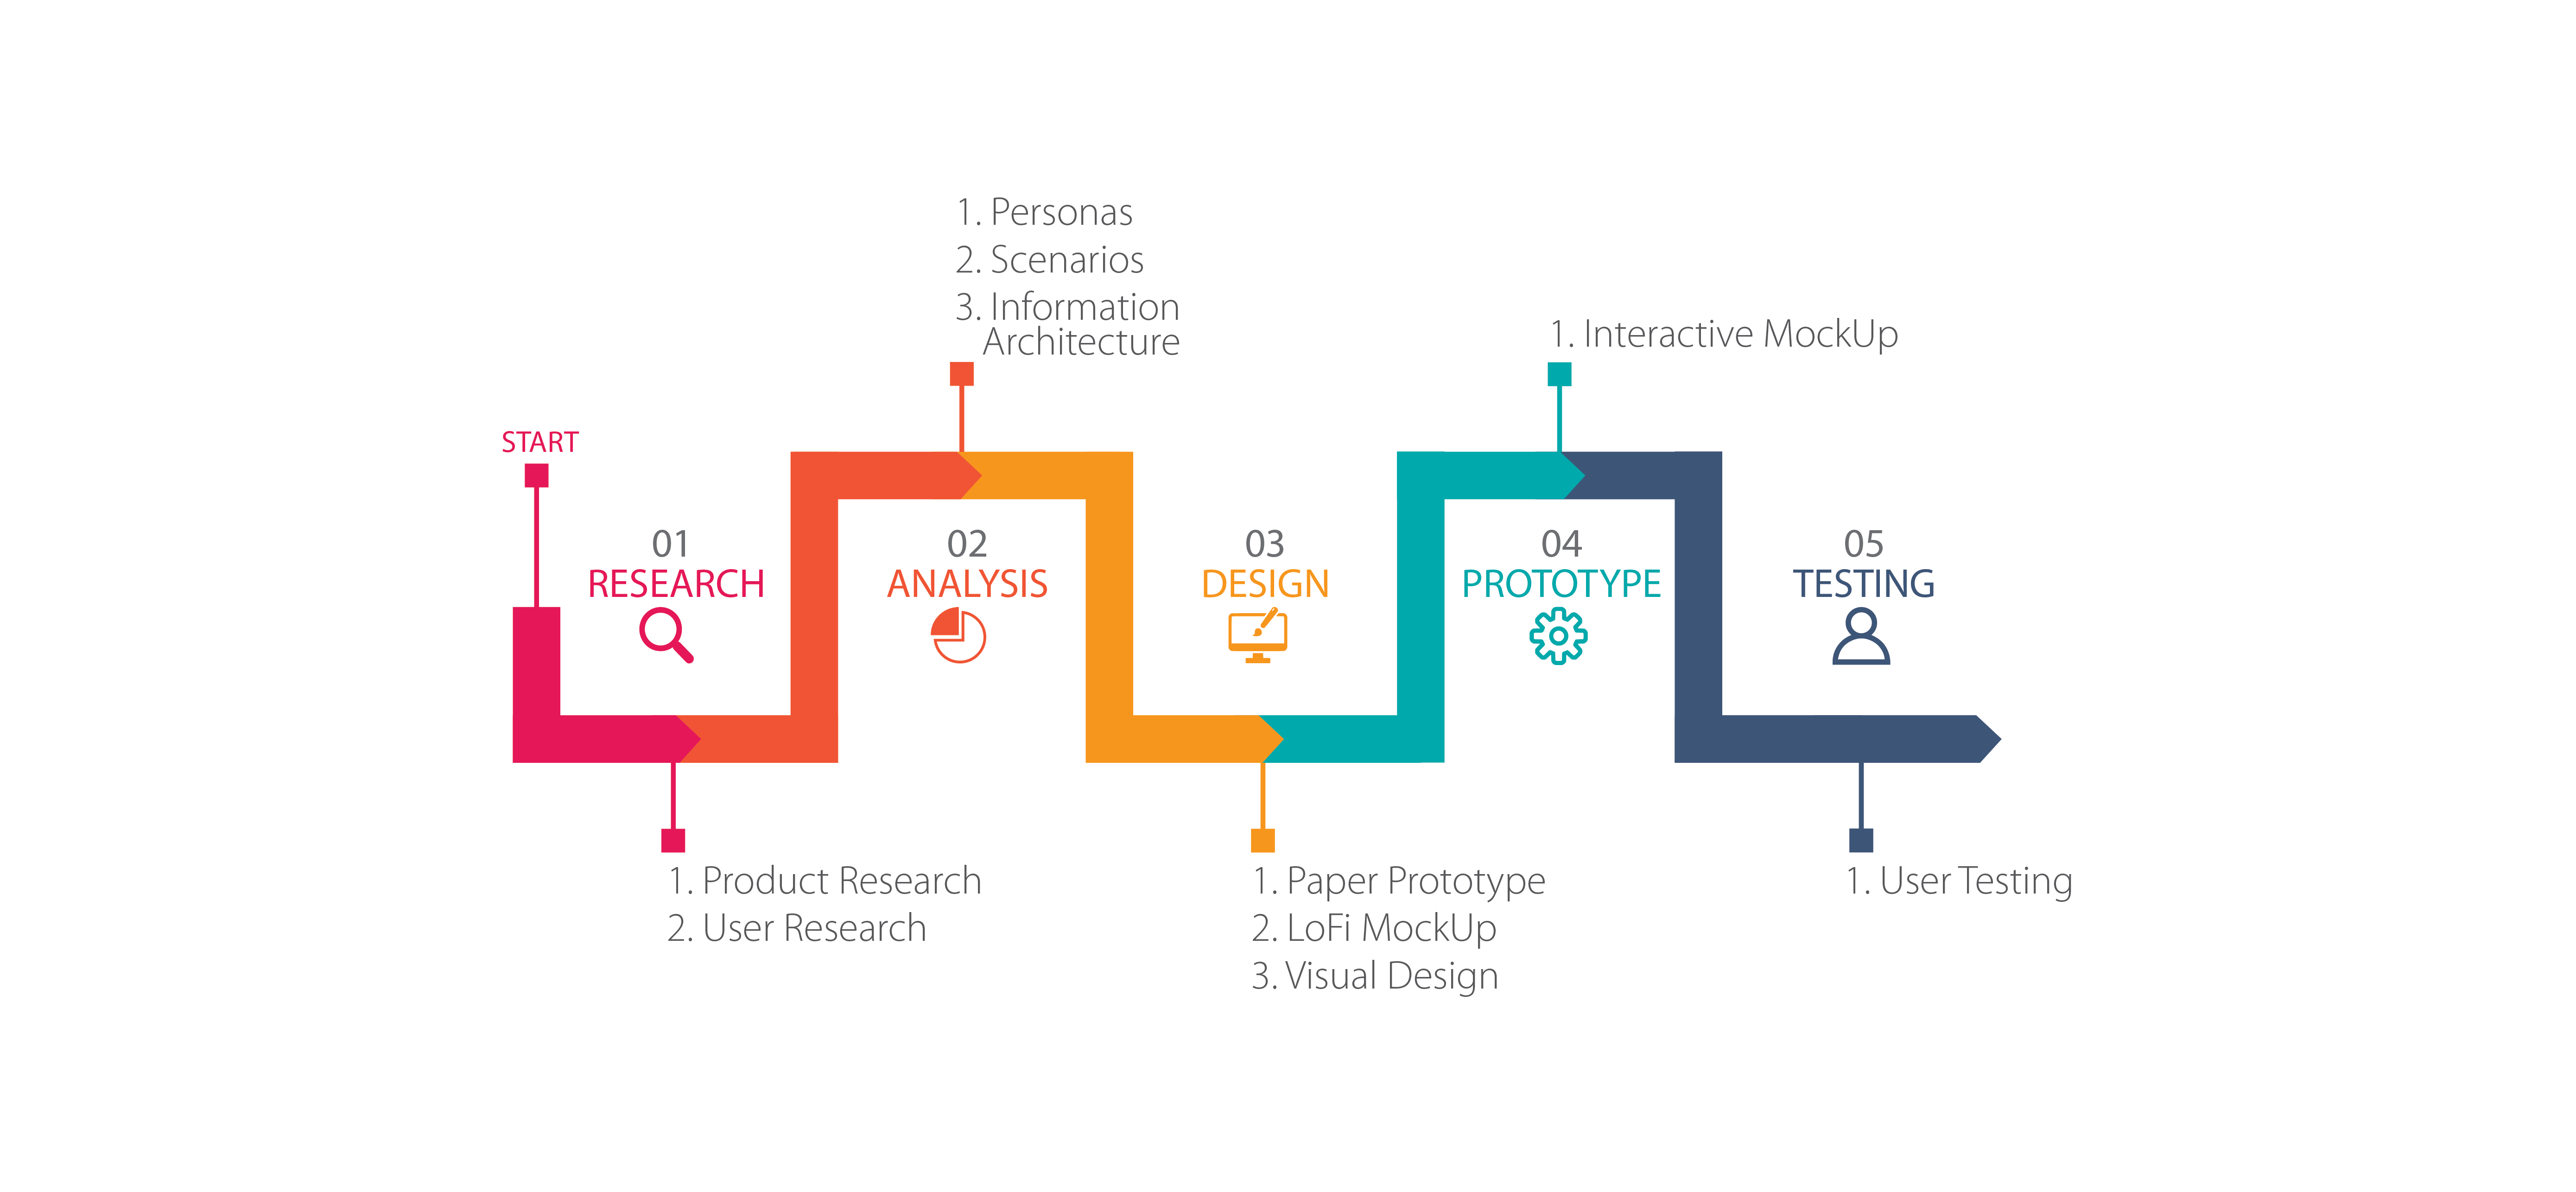 START
01
RESEARCH
1. Product Research
2. User Research
02
ANALYSIS
1. Personas
2. Scenarios
3. Information
Architecture
03
DESIGN
1. Paper Prototype
2. LoFi MockUp
3. Visual Design
04
PROTOTYPE
1. Interactive MockUp
05
TESTING
1. User Testing